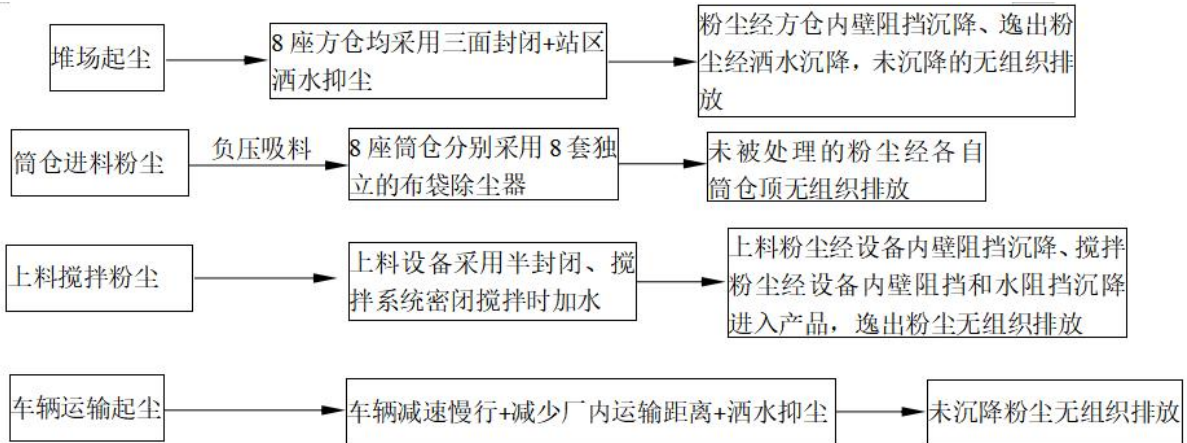 堆场起尘
8座方仓均采用三面封闭+站区
洒水抑尘
粉尘经方仓内壁阻挡沉降、逸出粉
尘经洒水沉降，未沉降的无组织排
放
筒仓进料粉尘
负压吸料
8座筒仓分别采用8套独
立的布袋除尘器
未被处理的粉尘经各自
筒仓顶无组织排放
上料搅拌粉尘
上料设备采用半封闭、搅
拌系统密闭搅拌时加水
上料粉尘经设备内壁阻挡沉降、搅拌
粉尘经设备内壁阻挡和水阻挡沉降
进入产品，逸出粉尘无组织排放
车辆运输起尘
车辆减速慢行+减少厂内运输距离+洒水抑尘
未沉降粉尘无组织排放